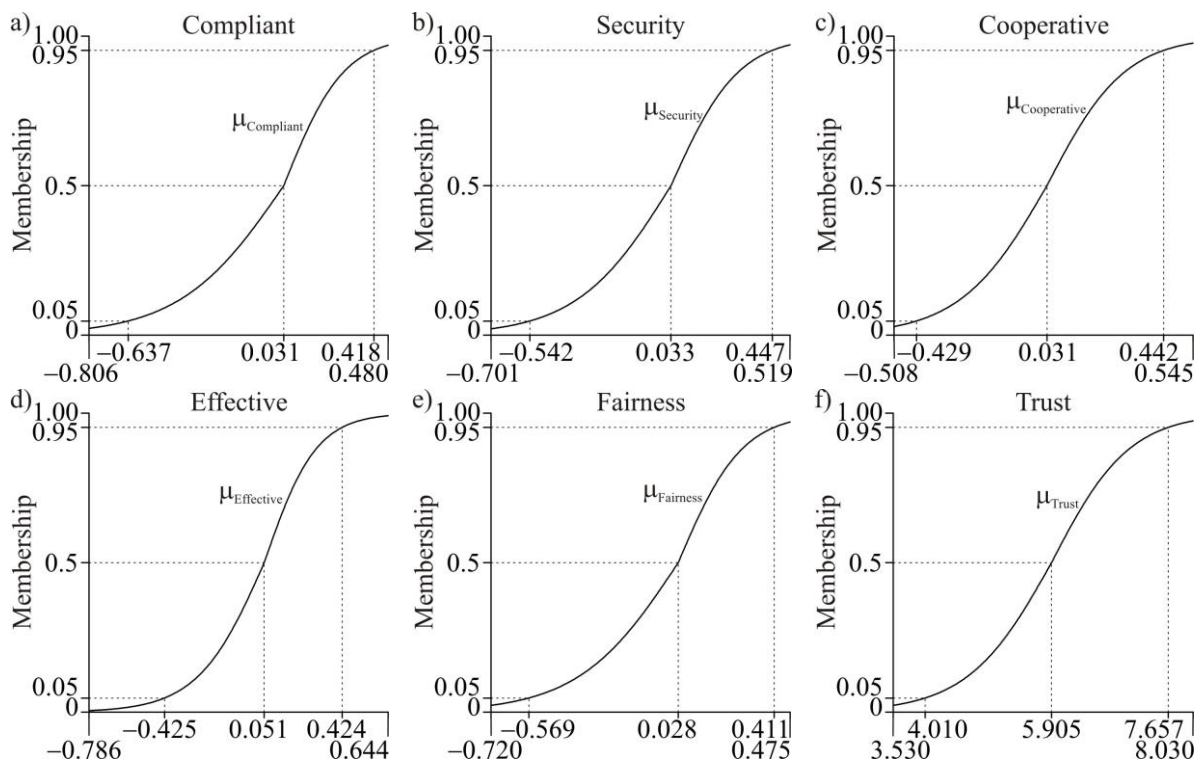 a) Compliant
1.00
0.95
0.5
0.05
0
Membership
μCompliant
−0.637 0.031 0.418
−0.806 0.480
b) Security
1.00
0.95
0.5
0.05
0
Membership
μSecurity
−0.542 0.033 0.447
−0.701 0.519
c) Cooperative
1.00
0.95
0.5
0.05
0
Membership
μCooperative
−0.429 0.031 0.442
−0.508 0.545
d) Effective
1.00
0.95
0.5
0.05
0
Membership
μEffective
−0.425 0.051 0.424
−0.786 0.644
e) Fairness
1.00
0.95
0.5
0.05
0
Membership
μFairness
−0.569 0.028 0.411
−0.720 0.475
f) Trust
1.00
0.95
0.5
0.05
0
Membership
μTrust
4.010 5.905 7.657
3.530 8.030